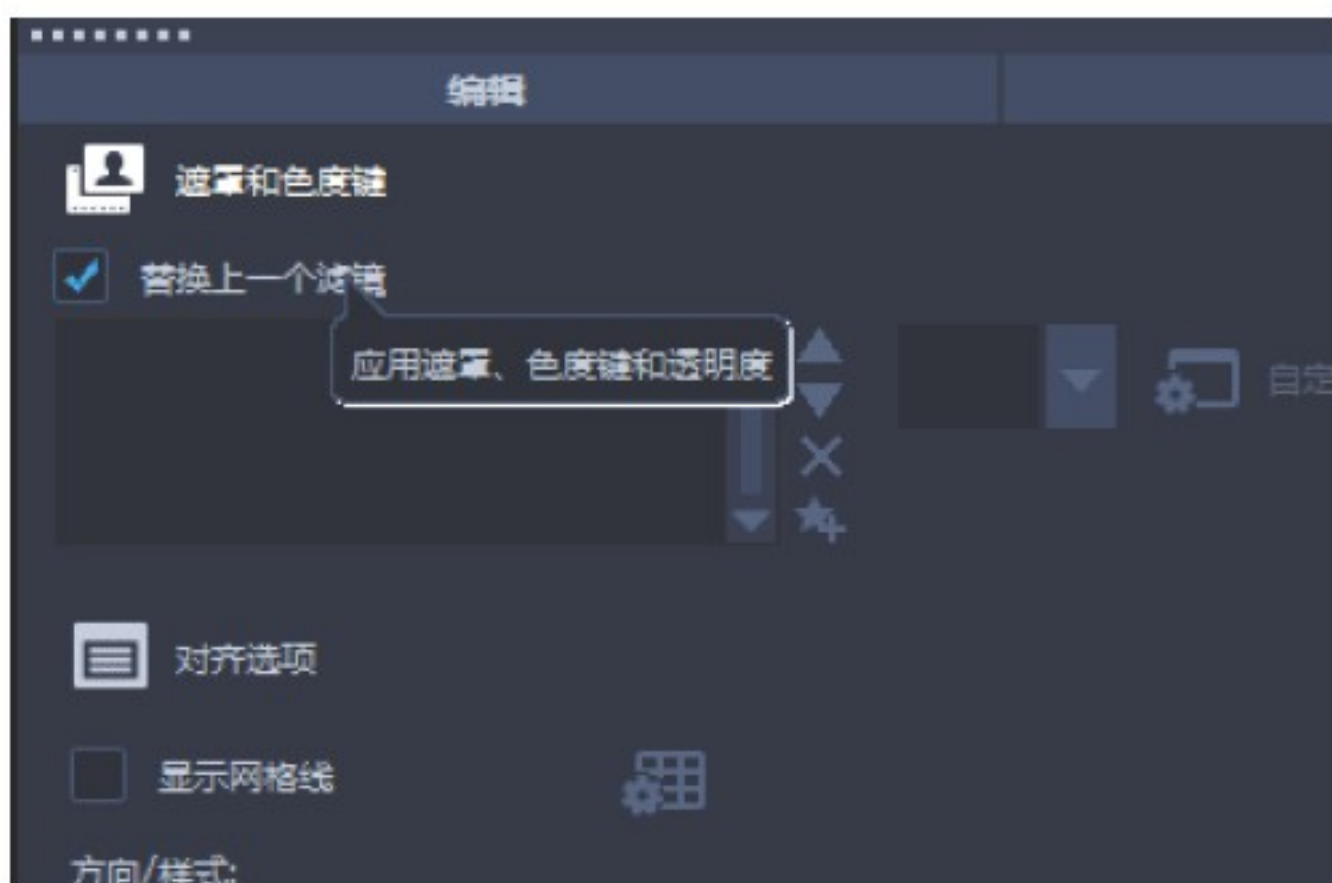 编辑
遮罩和色度键
替换上一个滤镜
应用遮罩、色度键和透明度
自定
对齐选项
显示网格线
方向/样式: